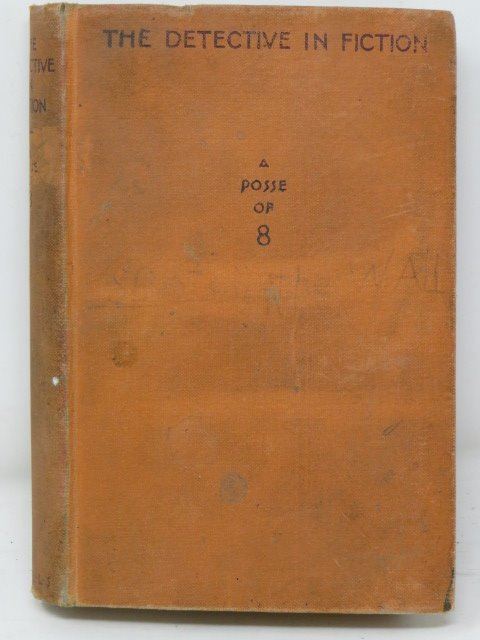 THE DETECTIVE IN FICTION
A
POSSE
OF
8